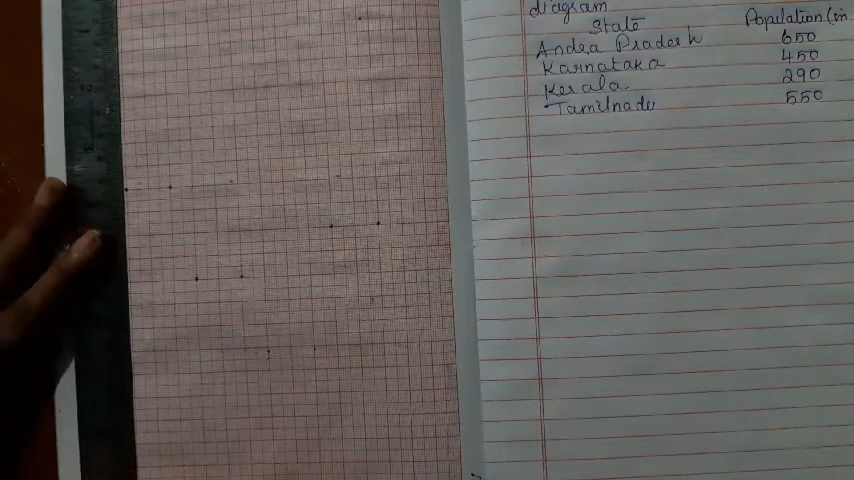 diagram
State Population (in
Andra Pradesh 650
Karnataka 450
Kerala 290
Tamilnadu 550